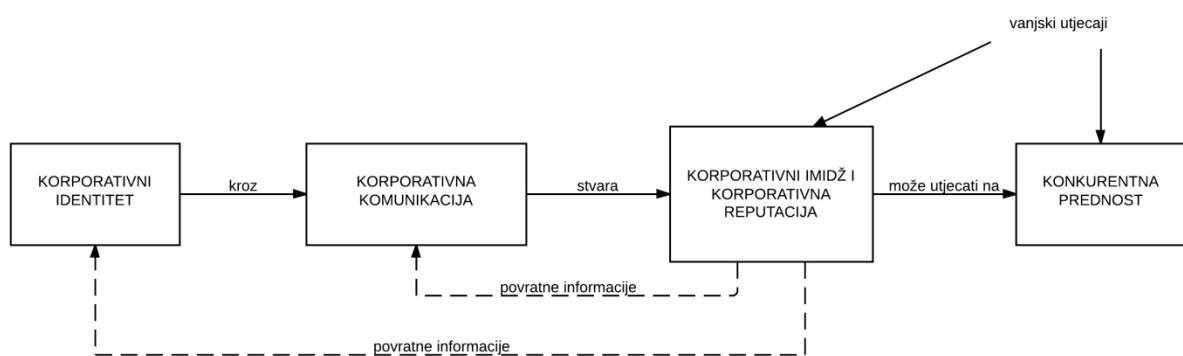 vanjski utjecaji
KORPORATIVNI
IDENTITET
kroz
KORPORATIVNA
KOMUNIKACIJA
stvara
KORPORATIVNI IMIDŽ I
KORPORATIVNA
REPUTACIJA
može utjecati na
KONKURENTNA
PREDNOST
povratne informacije
povratne informacije